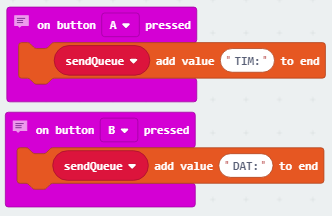 on button A pressed
sendQueue add value "TIM:" to end
on button B pressed
sendQueue add value "DAT:" to end